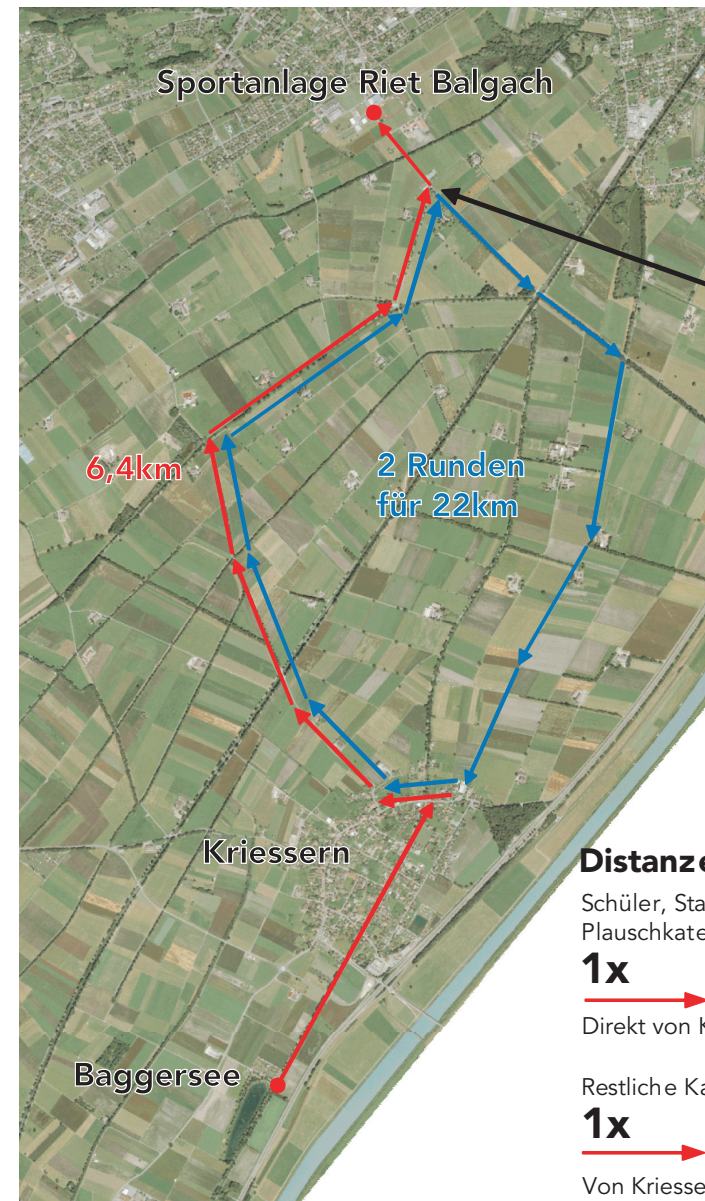 Sportanlage Riet Balgach
6,4km
2 Runden
für 22km
Kriessern
Distanze
Schüler, Sta
Plauschkate
1x
Direkt von K
Baggersee
Restliche Ka
1x
Von Kriesse